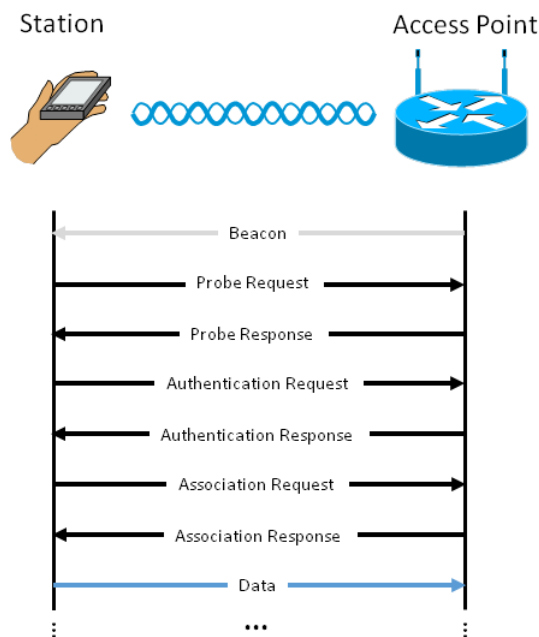 Station
Access Point
Beacon
Probe Request
Probe Response
Authentication Request
Authentication Response
Association Request
Association Response
Data
...